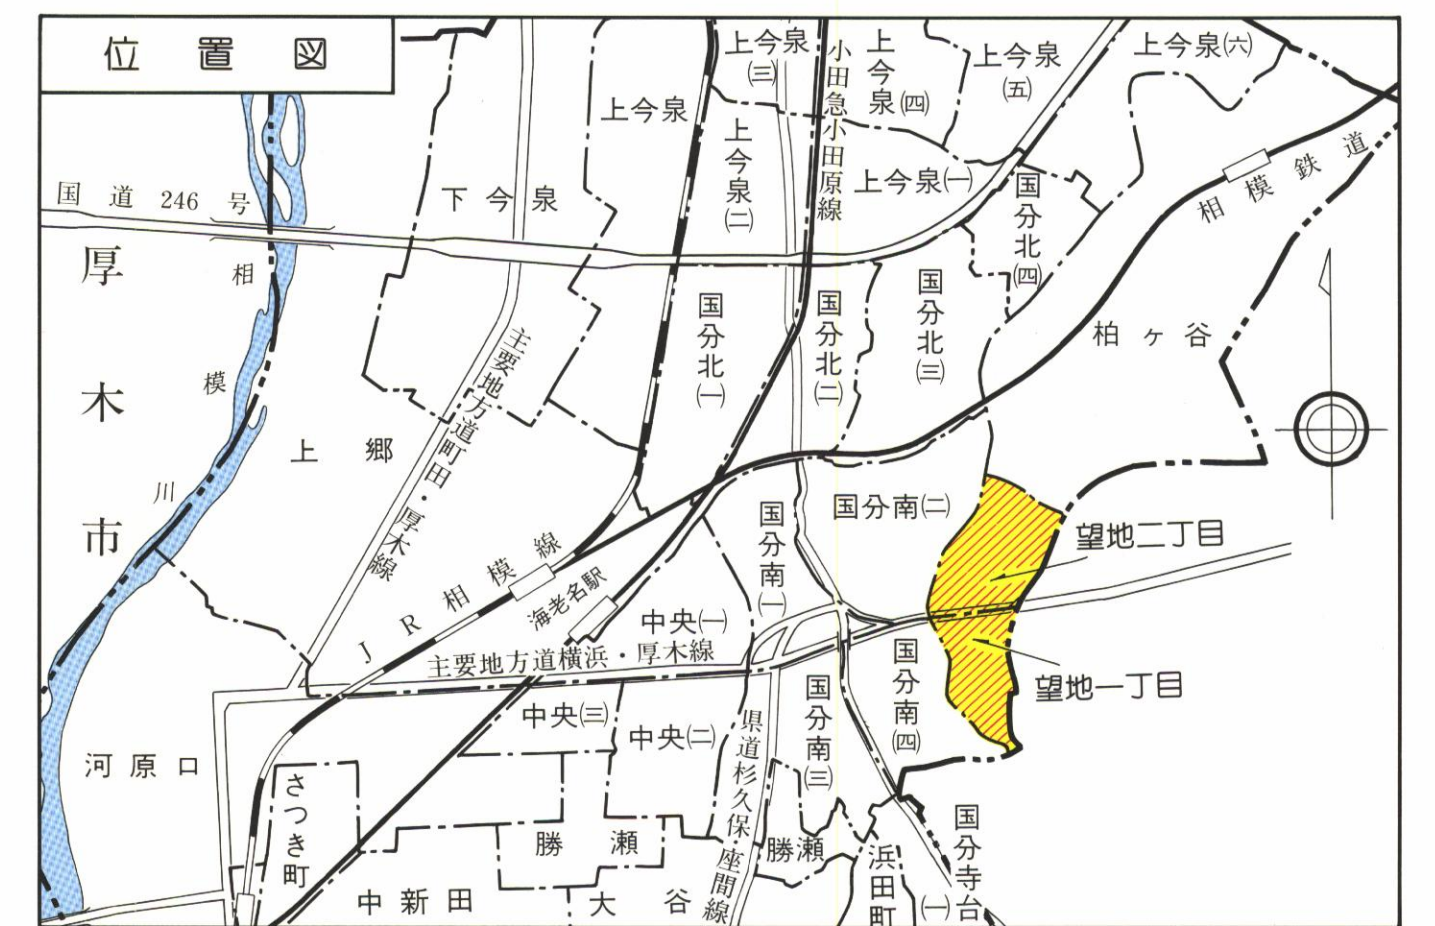 位置図
上今泉㈢
小田急小田原線
上今泉㈣
上今泉㈤
上今泉㈥
上今泉
上今泉㈡
上今泉㈠
国分北㈣
相模鉄道
国道246号
下今泉
厚木市
相模川
主要地方道町田・厚木線
国分北㈠
国分北㈡
国分北㈢
柏ヶ谷
上郷
国分南㈡
国分南㈠
望地二丁目
JR相模線
海老名駅
中央㈠
主要地方道横浜・厚木線
国分南㈣
望地一丁目
国分南㈢
中央㈢
中央㈡
県道杉久保・座間線
河原口
さつき町
勝瀬
勝瀬
浜田町
国分寺台
㈠
中新田
大谷